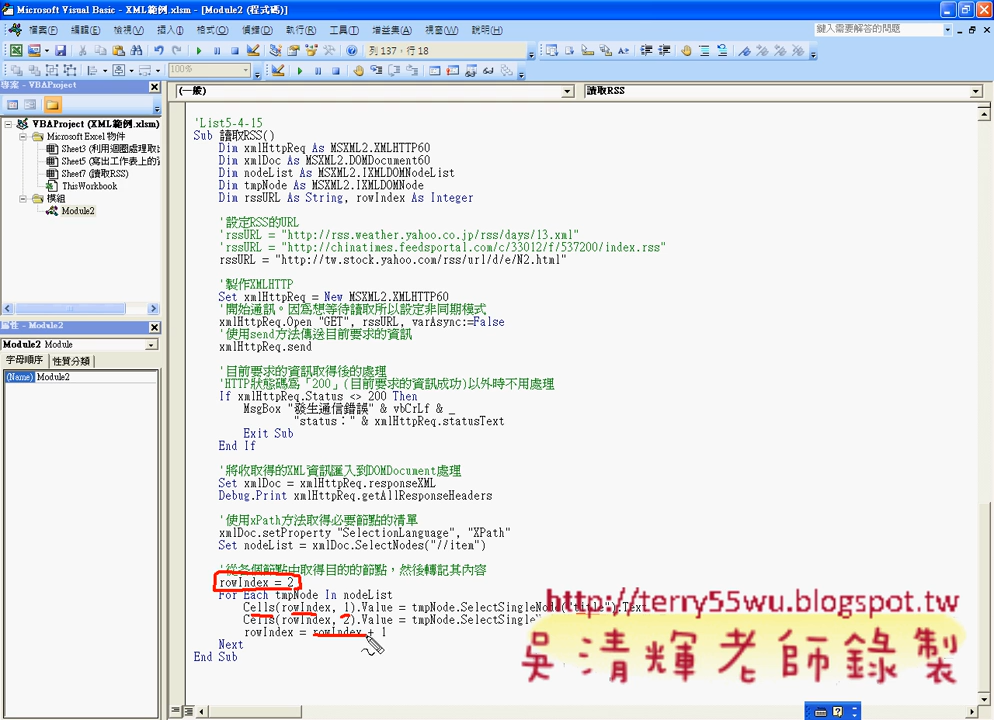 Microsoft Visual Basic - XML範例.xlsm - [Module2 (程式碼)]
檔案(F) 編輯(E) 檢視(V) 插入(I) 格式(O) 偵錯(D) 執行(R) 工具(T) 增益集(A) 視窗(W) 說明(H)
鍵入需要解答的問題
列 137, 行 18
100%
專案 - VBAProject
(一般)
讀取RSS
VBAProject (XML範例.xlsm)
Microsoft Excel 物件
Sheet3 (利用迴圈處理取
Sheet5 (寫出工作表上的
Sheet7 (讀取RSS)
ThisWorkbook
模組
Module2
屬性 - Module2
Module2 Module
字母順序 性質分類
(Name) Module2
'List5-4-15
Sub 讀取RSS()
Dim xmlHttpReq As MSXML2.XMLHTTP60
Dim xmlDoc As MSXML2.DOMDocument60
Dim nodeList As MSXML2.IXMLDOMNodeList
Dim tmpNode As MSXML2.IXMLDOMNode
Dim rssURL As String, rowIndex As Integer
'設定RSS的URL
'rssURL = "http://rss.weather.yahoo.co.jp/rss/days/13.xml"
'rssURL = "http://chinatimes.feedsportal.com/c/33012/f/537200/index.rss"
rssURL = "http://tw.stock.yahoo.com/rss/url/d/e/N2.html"
'製作XMLHTTP
Set xmlHttpReq = New MSXML2.XMLHTTP60
'開始通訊。因為想等待讀取所以設定非同期模式
xmlHttpReq.Open "GET", rssURL, varAsync:=False
'使用send方法傳送目前要求的資訊
xmlHttpReq.send
'目前要求的資訊取得後的處理
'HTTP狀態碼為「200」(目前要求的資訊成功)以外時不用處理
If xmlHttpReq.Status <> 200 Then
MsgBox "發生通信錯誤" & vbCrLf & _
"status：" & xmlHttpReq.statusText
Exit Sub
End If
'將收取得的XML資訊匯入到DOMDocument處理
Set xmlDoc = xmlHttpReq.responseXML
Debug.Print xmlHttpReq.getAllResponseHeaders
'使用xPath方法取得必要節點的清單
xmlDoc.setProperty "SelectionLanguage", "XPath"
Set nodeList = xmlDoc.SelectNodes("//item")
'從各個節點中取得目的的節點，然後轉記其內容
rowIndex = 2
For Each tmpNode In nodeList
Cells(rowIndex, 1).Value = tmpNode.SelectSingleNode("title").Text
Cells(rowIndex, 2).Value = tmpNode.SelectSingle
rowIndex = rowIndex + 1
Next
End Sub
http://terry55wu.blogspot.tw
吳清輝老師錄製